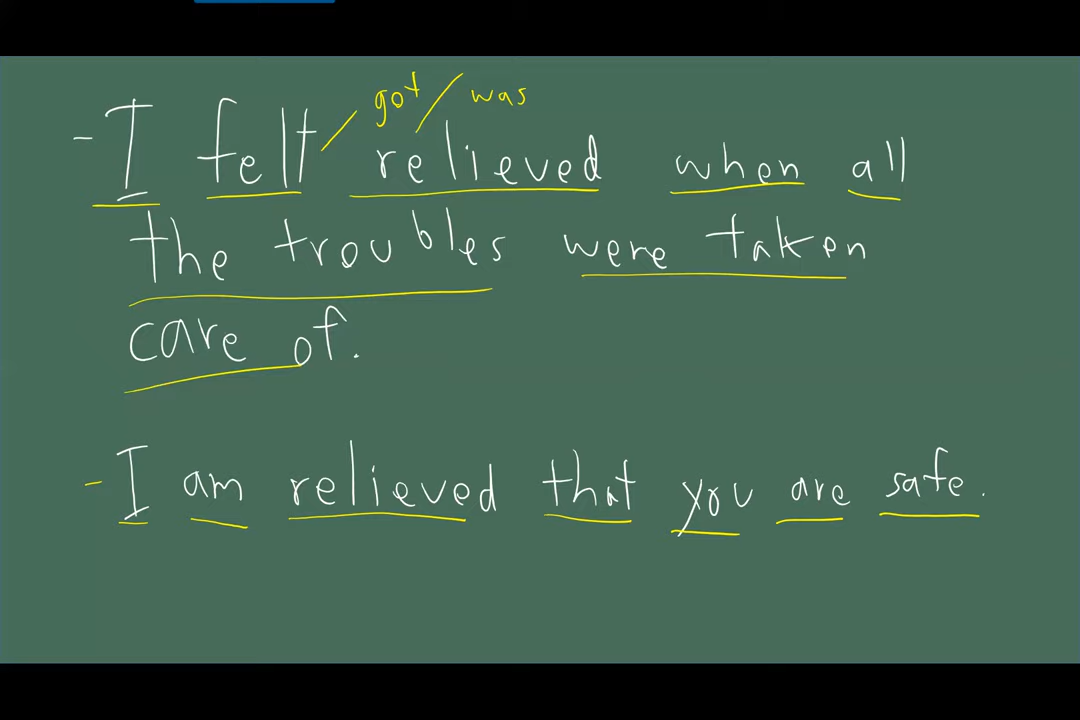 / got / was
- I felt relieved when all
the troubles were taken
care of.
- I am relieved that you are safe.